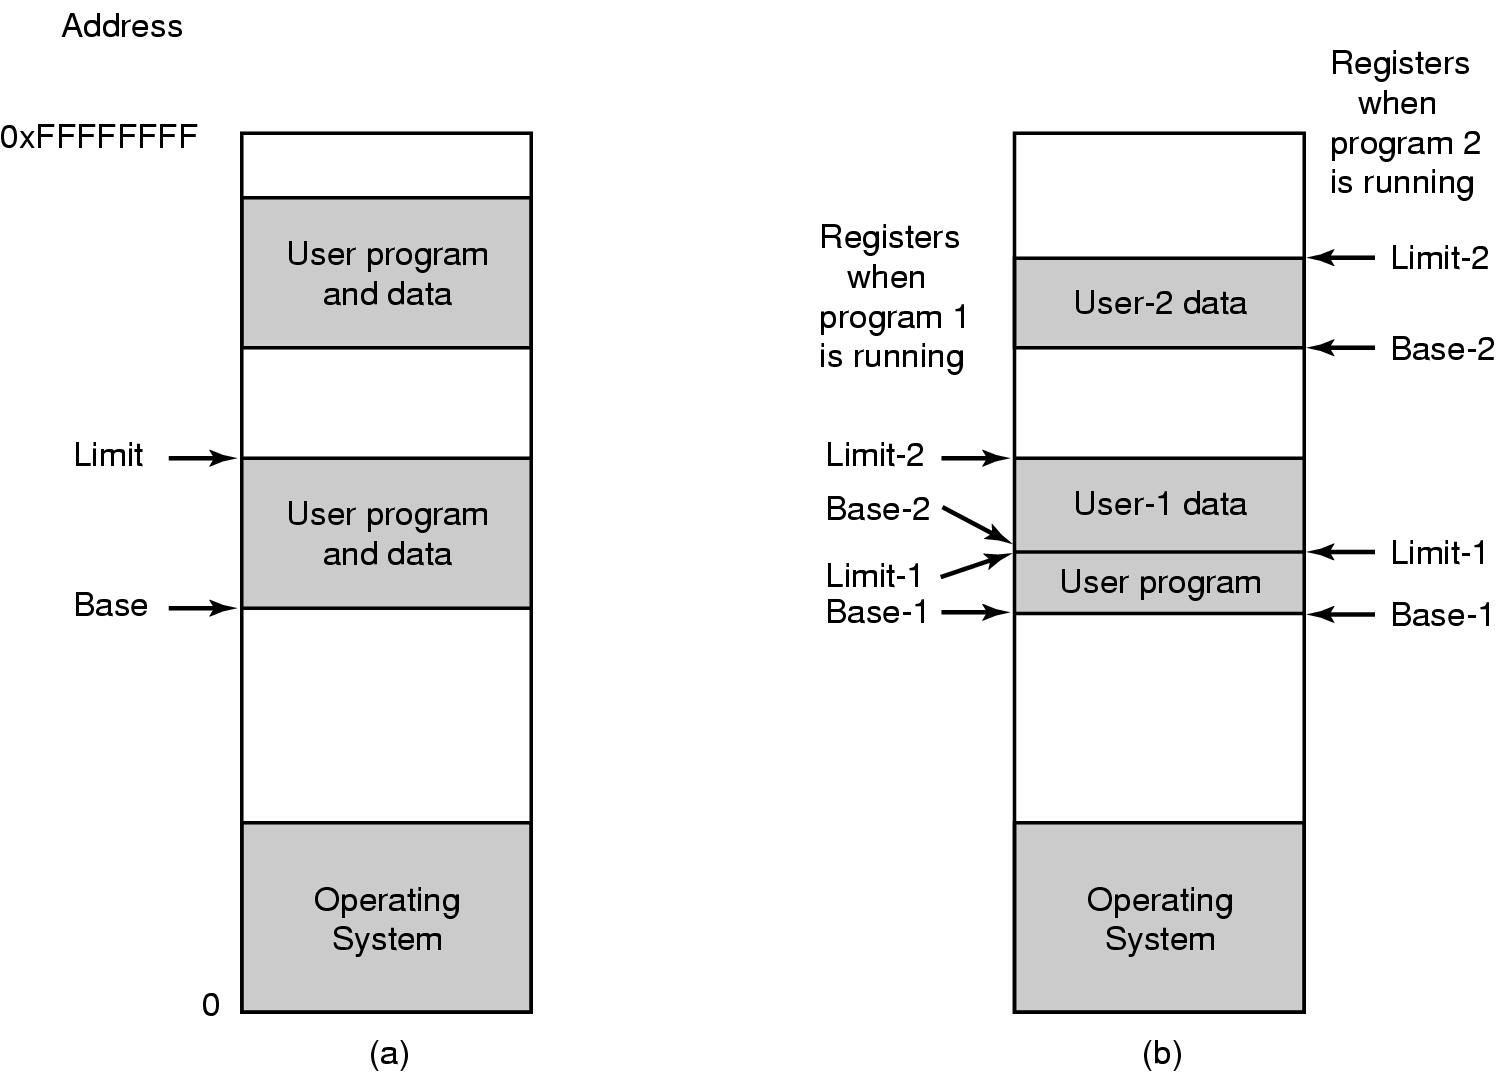 Address
0xFFFFFFFF
User program
and data
Limit
User program
and data
Base
Operating
System
0
(a)
Registers
when
program 1
is running
Limit-2
Base-2
Limit-1
Base-1
User-2 data
User-1 data
User program
Operating
System
(b)
Registers
when
program 2
is running
Limit-2
Base-2
Limit-1
Base-1